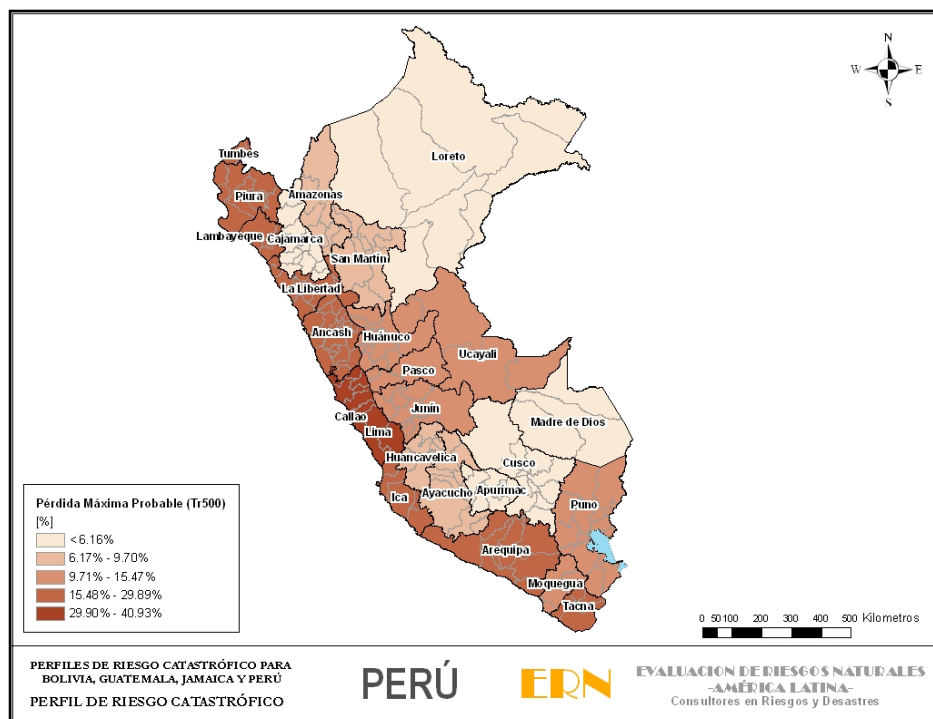 N
W E
S
Loreto
Tumbes
Piura
Amazonas
Lambayeque
Cajamarca
San Martín
La Libertad
Ancash
Huánuco
Ucayali
Pasco
Junín
Callao
Lima
Madre de Dios
Huancavelica
Cusco
Ica
Ayacucho
Apurímac
Puno
Arequipa
Moquegua
Tacna
Pérdida Máxima Probable (Tr500)
[%]
< 6.16%
6.17% - 9.70%
9.71% - 15.47%
15.48% - 29.89%
29.90% - 40.93%
0 50 100 200 300 400 500 Kilometros
PERFILES DE RIESGO CATASTRÓFICO PARA
BOLIVIA, GUATEMALA, JAMAICA Y PERÚ
PERFIL DE RIESGO CATASTRÓFICO
PERÚ
ERN
EVALUACION DE RIESGOS NATURALES
-AMÉRICA LATINA-
Consultores en Riesgos y Desastres